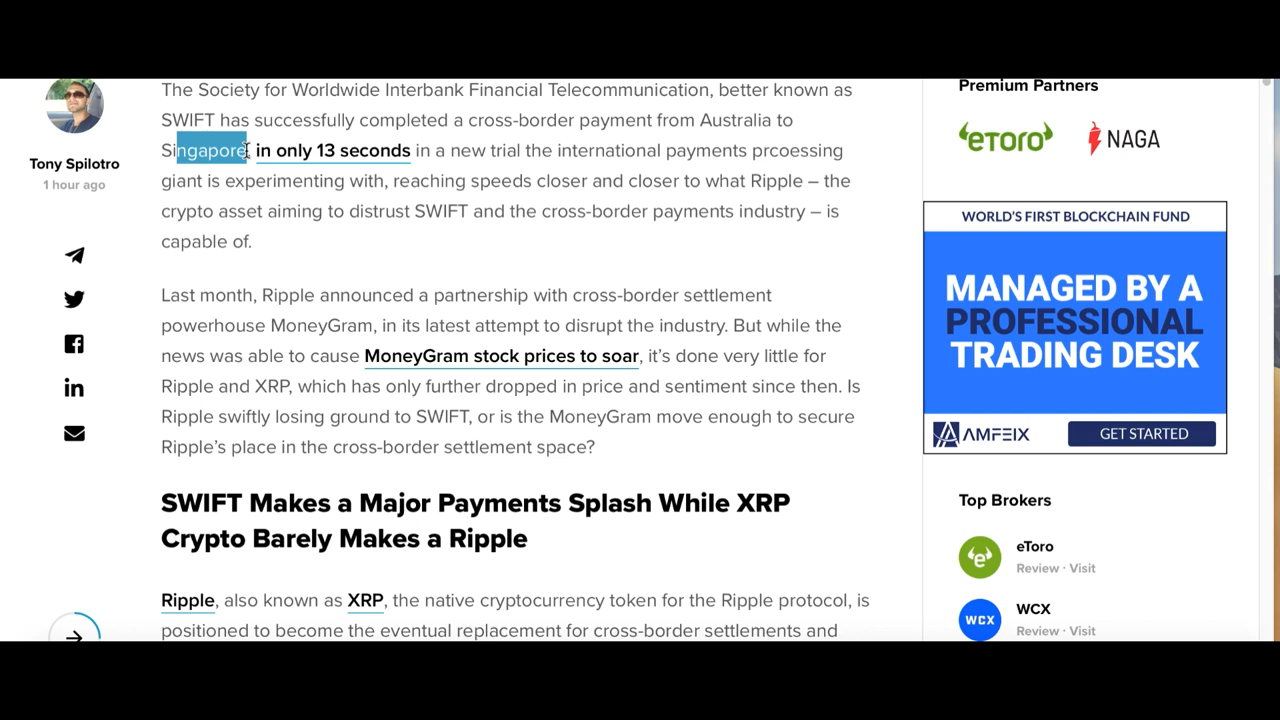 The Society for Worldwide Interbank Financial Telecommunication, better known as
SWIFT has successfully completed a cross-border payment from Australia to
Singapore in only 13 seconds in a new trial the international payments prcoessing
giant is experimenting with, reaching speeds closer and closer to what Ripple – the
crypto asset aiming to distrust SWIFT and the cross-border payments industry – is
capable of.
Tony Spilotro
1 hour ago
Last month, Ripple announced a partnership with cross-border settlement
powerhouse MoneyGram, in its latest attempt to disrupt the industry. But while the
news was able to cause MoneyGram stock prices to soar, it’s done very little for
Ripple and XRP, which has only further dropped in price and sentiment since then. Is
Ripple swiftly losing ground to SWIFT, or is the MoneyGram move enough to secure
Ripple’s place in the cross-border settlement space?
SWIFT Makes a Major Payments Splash While XRP
Crypto Barely Makes a Ripple
Ripple, also known as XRP, the native cryptocurrency token for the Ripple protocol, is
positioned to become the eventual replacement for cross-border settlements and
Premium Partners
eToro
NAGA
WORLD'S FIRST BLOCKCHAIN FUND
MANAGED BY A
PROFESSIONAL
TRADING DESK
AMFEIX
GET STARTED
Top Brokers
eToro
Review · Visit
WCX
WCX
Review · Visit